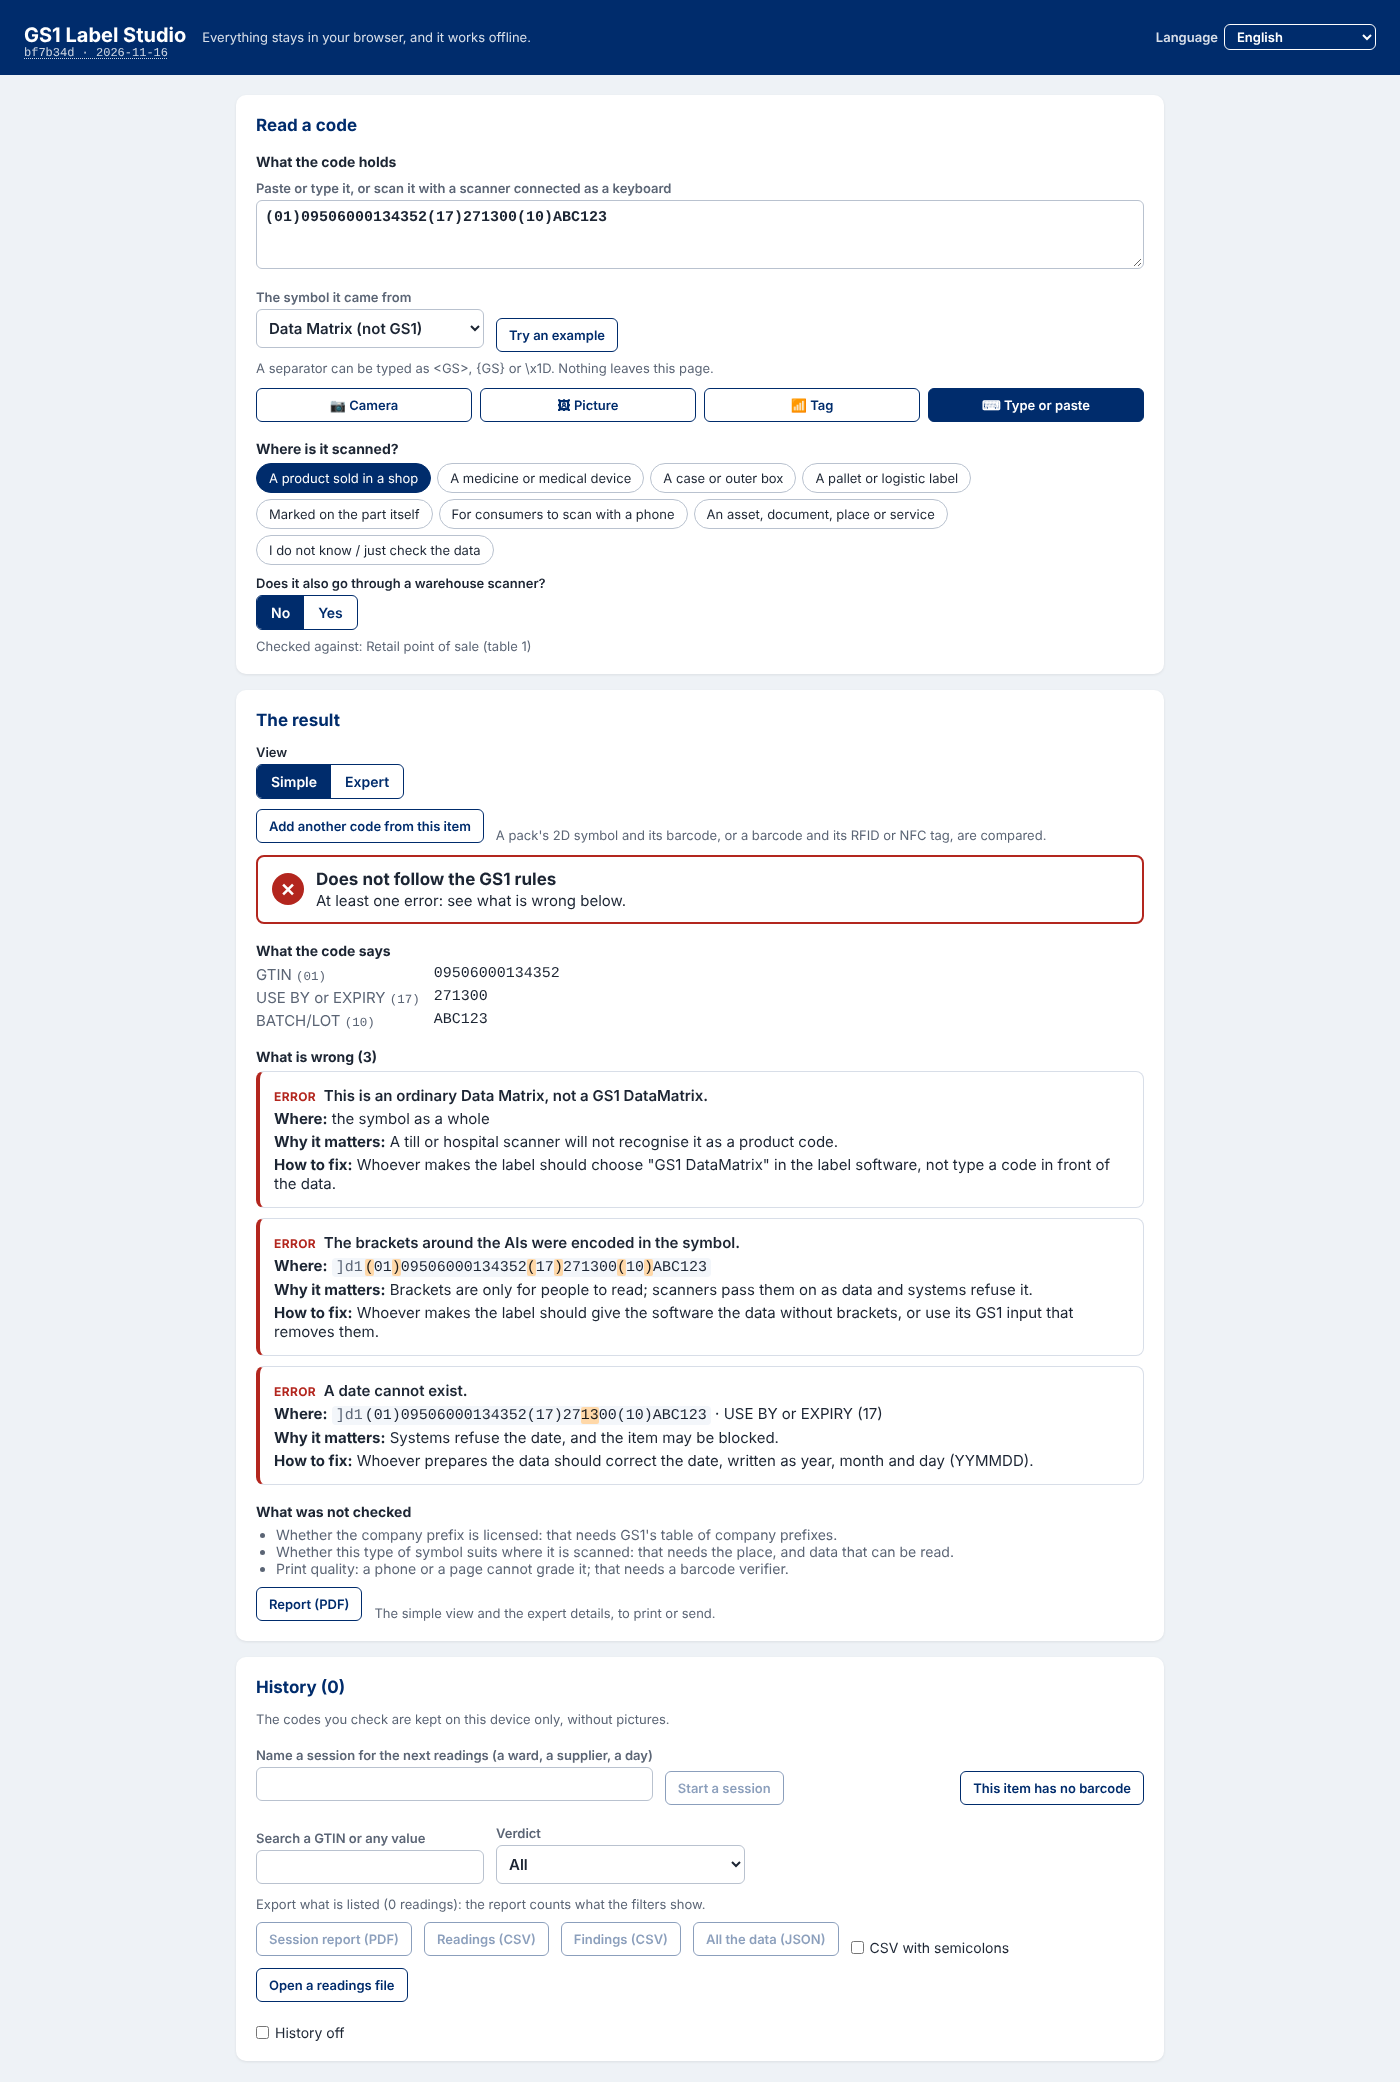 GS1 Label Studio
bf7b34d · 2026-11-16
Everything stays in your browser, and it works offline.
Language
English
Read a code
What the code holds
Paste or type it, or scan it with a scanner connected as a keyboard
(01)09506000134352(17)271300(10)ABC123
The symbol it came from
Data Matrix (not GS1)
Try an example
A separator can be typed as <GS>, {GS} or \x1D. Nothing leaves this page.
📷 Camera
🖼 Picture
📶 Tag
⌨ Type or paste
Where is it scanned?
A product sold in a shop
A medicine or medical device
A case or outer box
A pallet or logistic label
Marked on the part itself
For consumers to scan with a phone
An asset, document, place or service
I do not know / just check the data
Does it also go through a warehouse scanner?
No
Yes
Checked against: Retail point of sale (table 1)
The result
View
Simple
Expert
Add another code from this item
A pack's 2D symbol and its barcode, or a barcode and its RFID or NFC tag, are compared.
Does not follow the GS1 rules
At least one error: see what is wrong below.
What the code says
GTIN (01) 09506000134352
USE BY or EXPIRY (17) 271300
BATCH/LOT (10) ABC123
What is wrong (3)
ERROR This is an ordinary Data Matrix, not a GS1 DataMatrix.
Where: the symbol as a whole
Why it matters: A till or hospital scanner will not recognise it as a product code.
How to fix: Whoever makes the label should choose "GS1 DataMatrix" in the label software, not type a code in front of
the data.
ERROR The brackets around the AIs were encoded in the symbol.
Where: ]d1(01)09506000134352(17)271300(10)ABC123
Why it matters: Brackets are only for people to read; scanners pass them on as data and systems refuse it.
How to fix: Whoever makes the label should give the software the data without brackets, or use its GS1 input that
removes them.
ERROR A date cannot exist.
Where: ]d1(01)09506000134352(17)271300(10)ABC123 · USE BY or EXPIRY (17)
Why it matters: Systems refuse the date, and the item may be blocked.
How to fix: Whoever prepares the data should correct the date, written as year, month and day (YYMMDD).
What was not checked
• Whether the company prefix is licensed: that needs GS1's table of company prefixes.
• Whether this type of symbol suits where it is scanned: that needs the place, and data that can be read.
• Print quality: a phone or a page cannot grade it; that needs a barcode verifier.
Report (PDF)
The simple view and the expert details, to print or send.
History (0)
The codes you check are kept on this device only, without pictures.
Name a session for the next readings (a ward, a supplier, a day)
Start a session
This item has no barcode
Search a GTIN or any value
Verdict
All
Export what is listed (0 readings): the report counts what the filters show.
Session report (PDF)
Readings (CSV)
Findings (CSV)
All the data (JSON)
CSV with semicolons
Open a readings file
History off